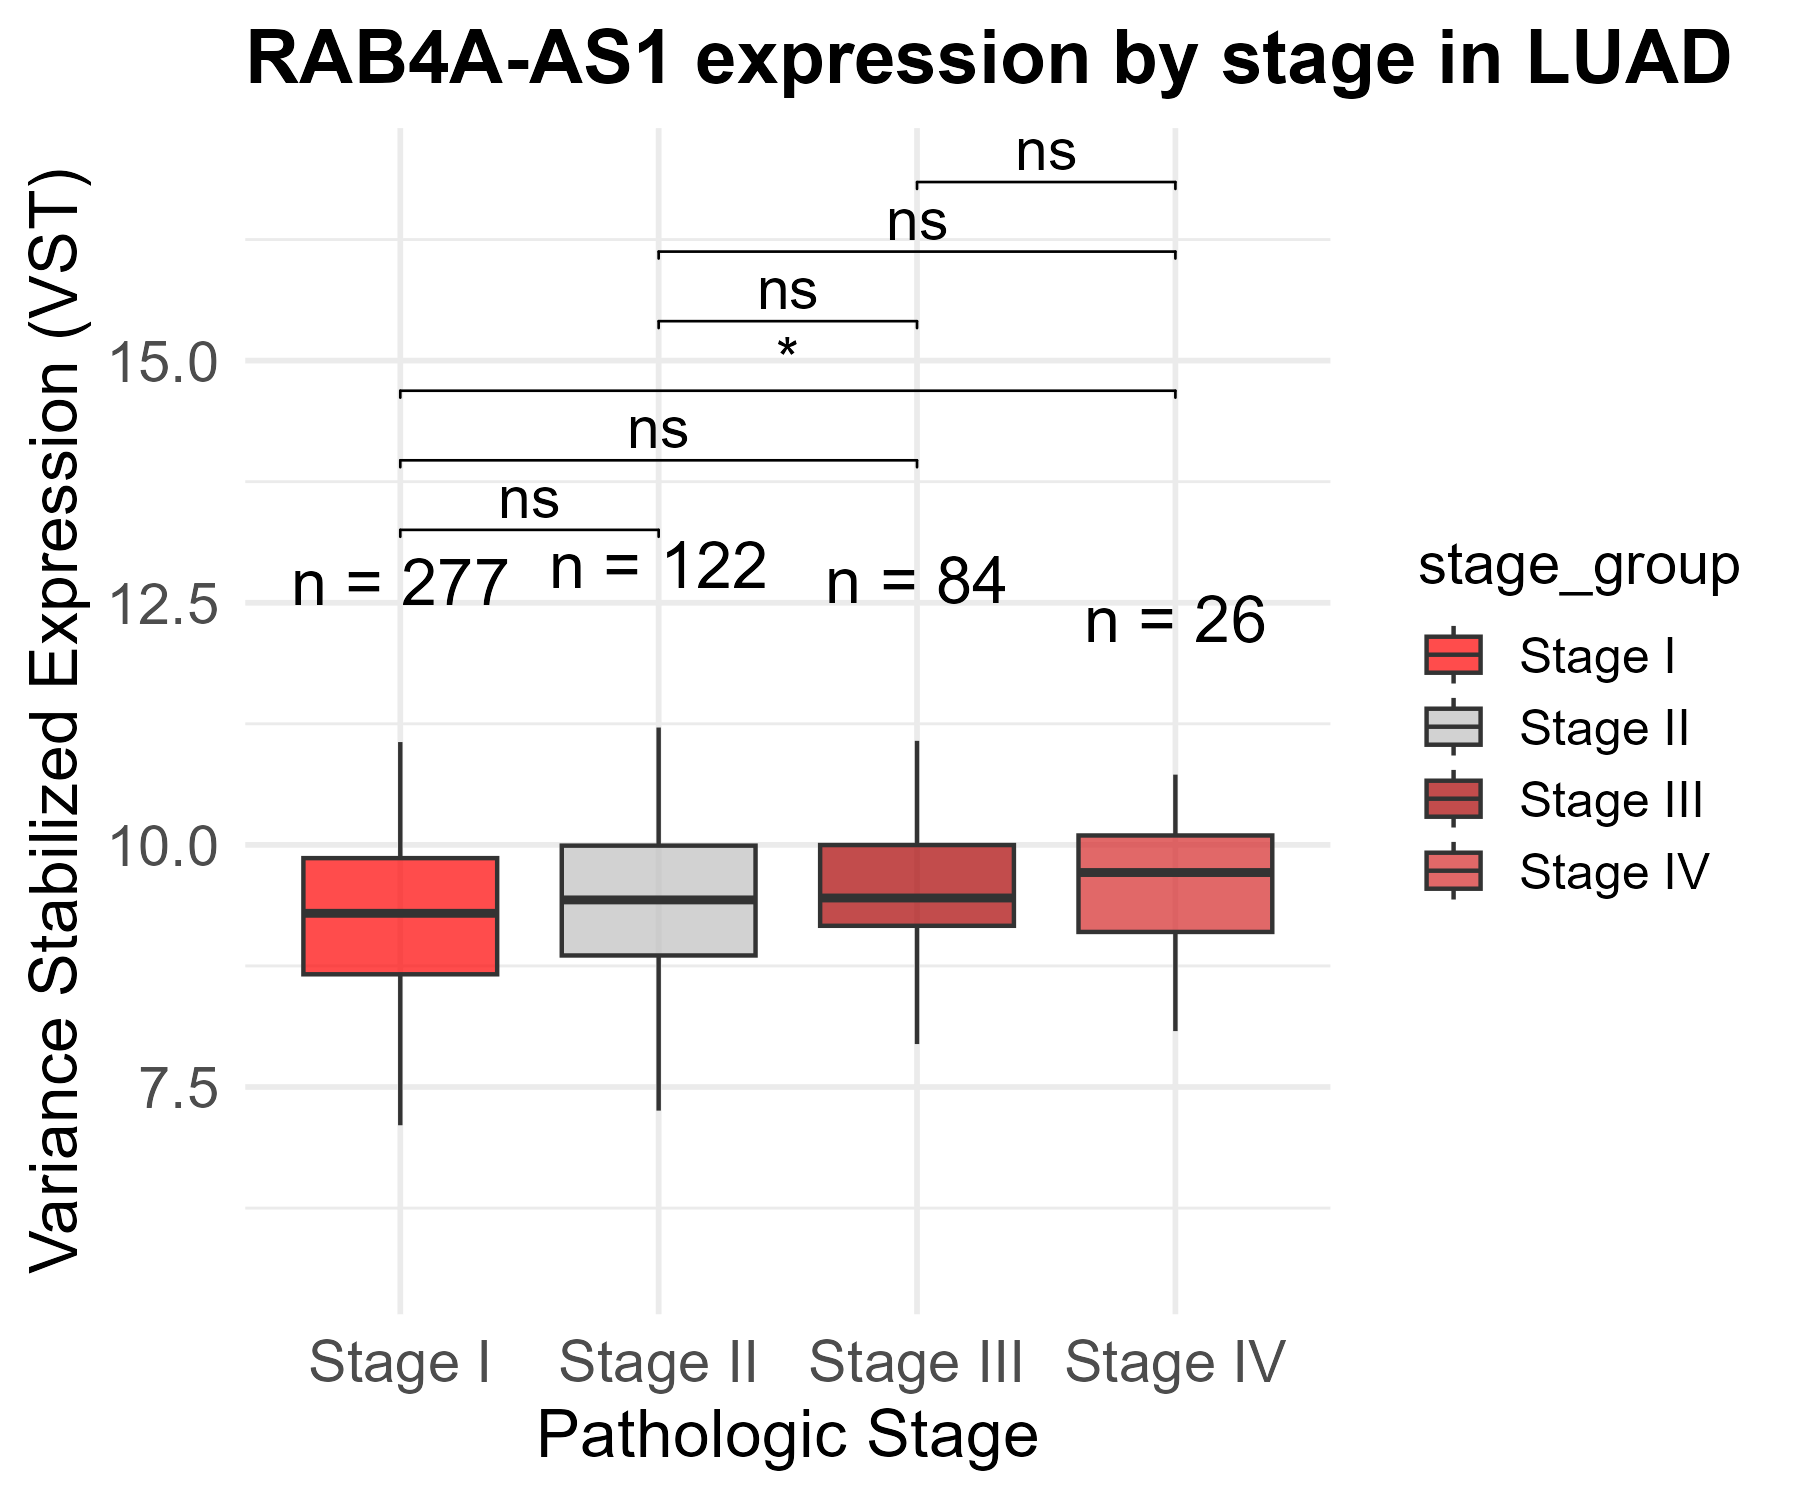 RAB4A-AS1 expression by stage in LUAD
Variance Stabilized Expression (VST)
15.0
12.5
10.0
7.5
ns
ns
ns
*
ns
ns
n = 277
n = 122
n = 84
n = 26
Stage I
Stage II
Stage III
Stage IV
Pathologic Stage
stage_group
Stage I
Stage II
Stage III
Stage IV